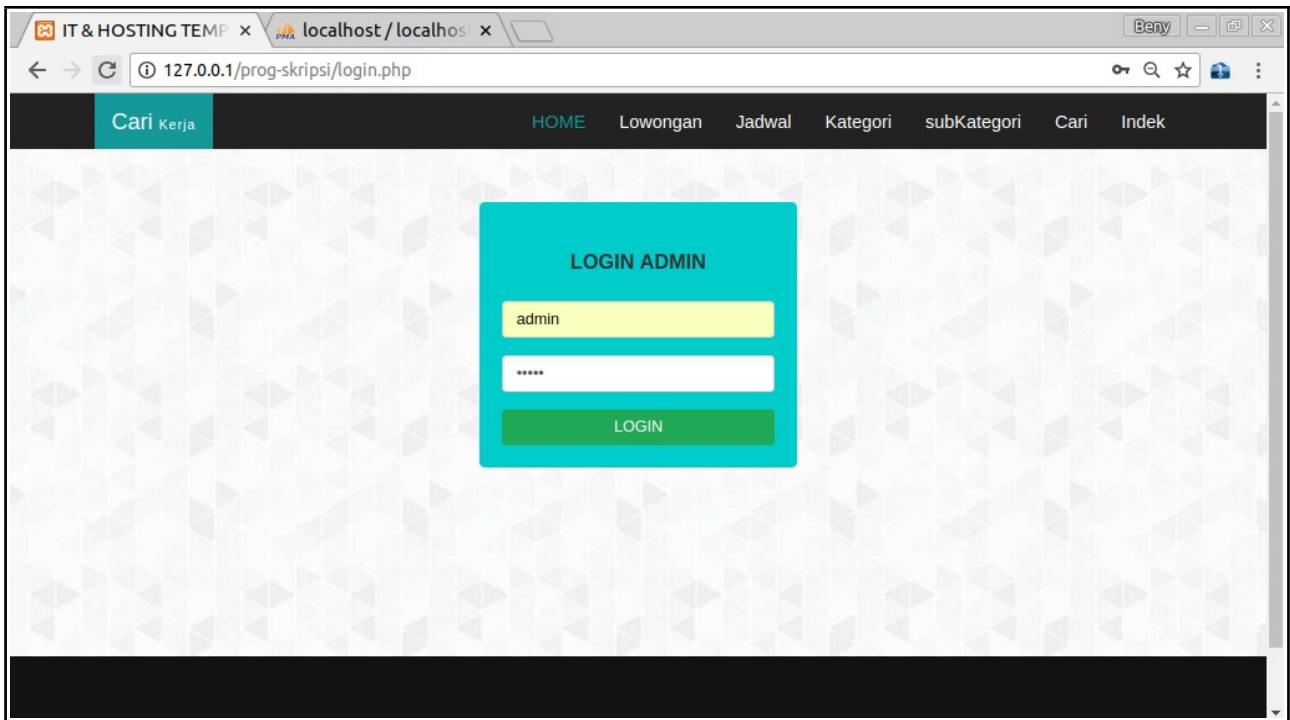 IT & HOSTING TEMP
localhost / localhos
Beny
127.0.0.1/prog-skripsi/login.php
Cari Kerja
HOME Lowongan Jadwal Kategori subKategori Cari Indek
LOGIN ADMIN
admin
•••••
LOGIN